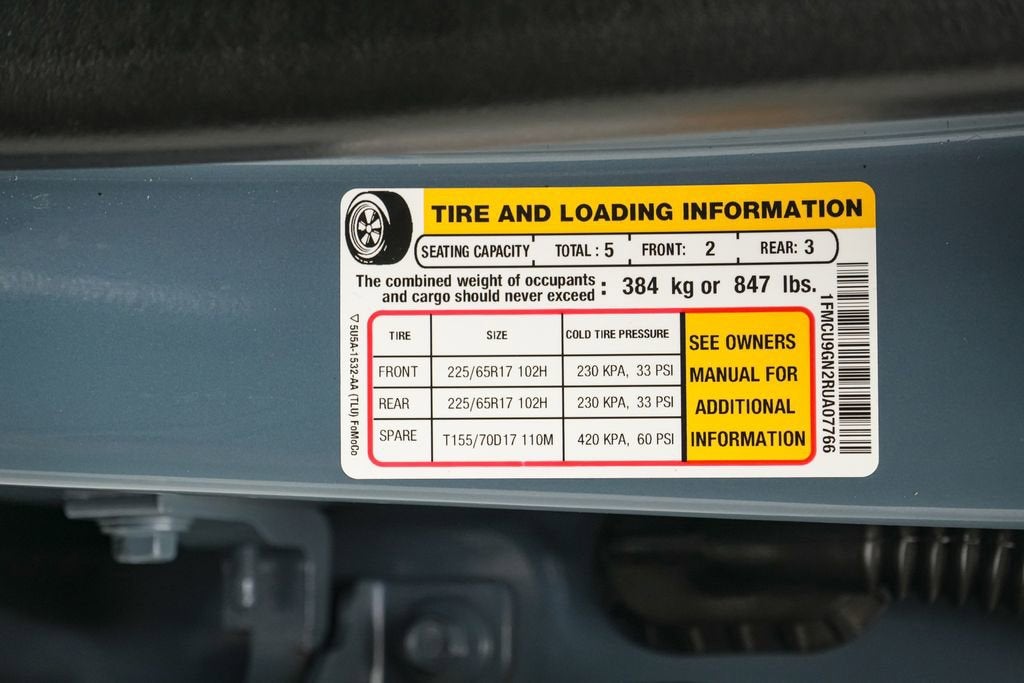 TIRE AND LOADING INFORMATION
SEATING CAPACITY TOTAL : 5 FRONT: 2 REAR: 3
The combined weight of occupants
and cargo should never exceed : 384 kg or 847 lbs.
TIRE SIZE COLD TIRE PRESSURE
FRONT 225/65R17 102H 230 KPA, 33 PSI
REAR 225/65R17 102H 230 KPA, 33 PSI
SPARE T155/70D17 110M 420 KPA, 60 PSI
SEE OWNERS
MANUAL FOR
ADDITIONAL
INFORMATION
1FMCU9GN2RUA07766
5U5A-1532-AA (TLU) FoMoCo